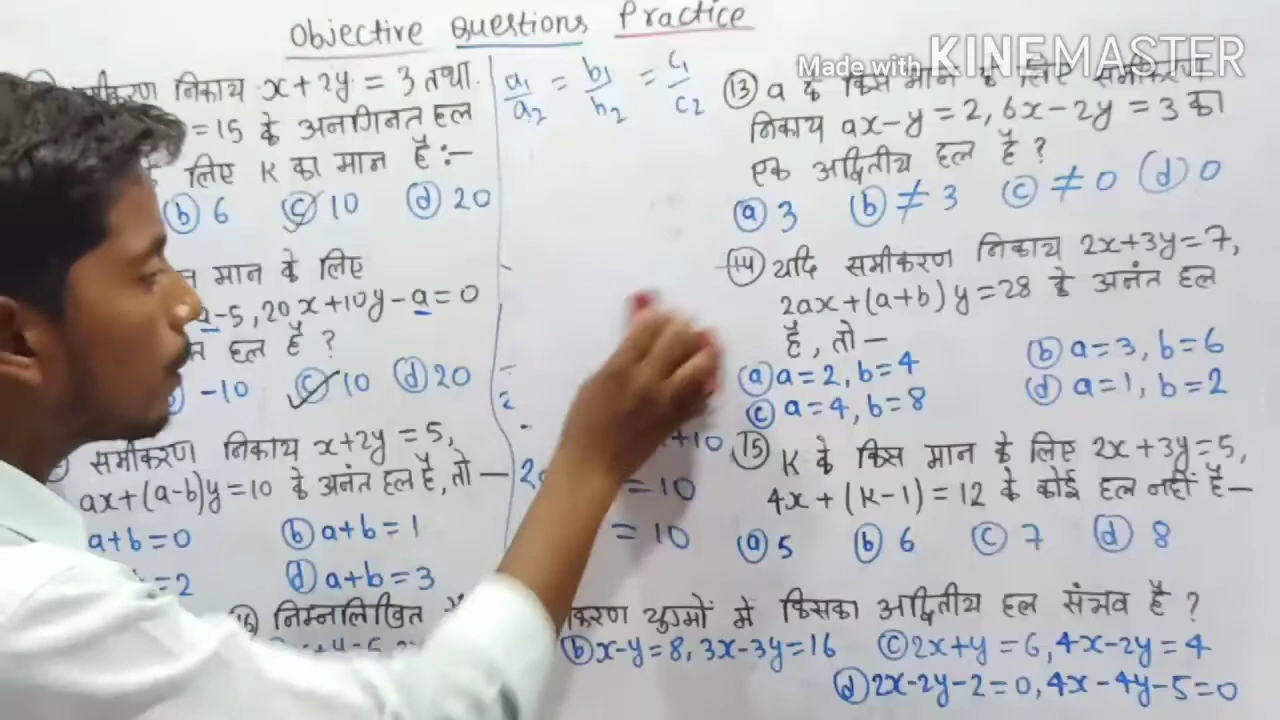 Objective Questions Practice
Made with KINEMASTER
समीकरण निकाय x+2y = 3 तथा
=15 के अनगिनत हल
लिए K का मान है:-
(b) 6 (c) 10 (d) 20
मान के लिए
a-5, 20x+10y-a=0
हल है ?
-10 (c) 10 (d) 20
समीकरण निकाय x+2y = 5,
ax+(a-b)y=10 के अनंत हल है, तो —
a+b=0 (b) a+b=1
=2 (d) a+b=3
a1/a2 = b1/b2 = c1/c2
+10
=10
= 10
(13) a के किस मान के लिए समीकरण
निकाय ax-y=2, 6x-2y=3 का
एक अद्वितीय हल है ?
(a) 3 (b) ≠ 3 (c) ≠ 0 (d) 0
(14) यदि समीकरण निकाय 2x+3y=7,
2ax+(a+b)y=28 के अनंत हल
है, तो —
(a) a=2, b=4 (b) a=3, b=6
(c) a=4, b=8 (d) a=1, b=2
(15) K के किस मान के लिए 2x+3y=5,
4x+(K-1)=12 के कोई हल नहीं है—
(a) 5 (b) 6 (c) 7 (d) 8
(16) निम्नलिखित युग्मों में किसका अद्वितीय हल संभव है ?
(b) x-y=8, 3x-3y=16 (c) 2x+y=6, 4x-2y=4
(d) 2x-2y-2=0, 4x-4y-5=0